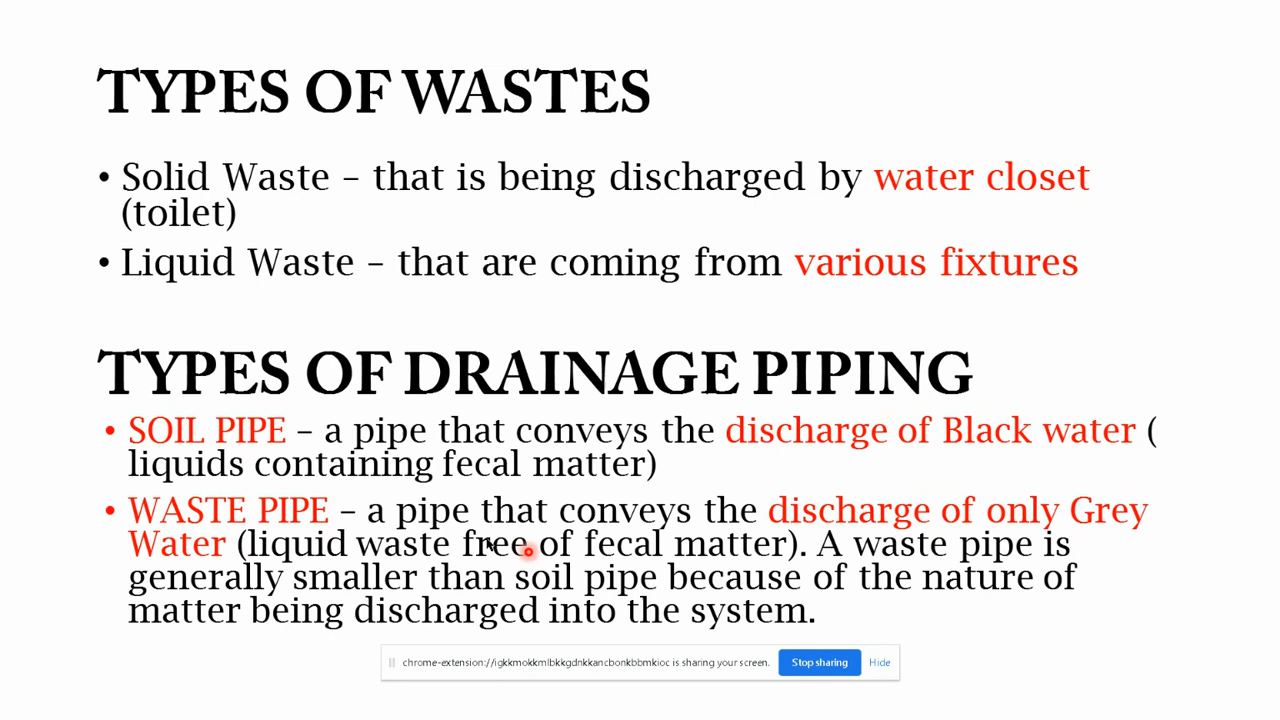 TYPES OF WASTES
• Solid Waste – that is being discharged by water closet
(toilet)
• Liquid Waste – that are coming from various fixtures
TYPES OF DRAINAGE PIPING
• SOIL PIPE – a pipe that conveys the discharge of Black water (
liquids containing fecal matter)
• WASTE PIPE – a pipe that conveys the discharge of only Grey
Water (liquid waste free of fecal matter). A waste pipe is
generally smaller than soil pipe because of the nature of
matter being discharged into the system.
chrome-extension://igkkmokkmlbkkgdnkkancbonkbbmkioc is sharing your screen. Stop sharing Hide